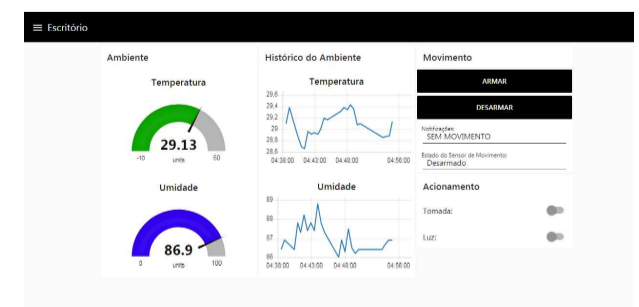 Escritório
Ambiente
Temperatura
29.13
-10
units
50
Umidade
86.9
0
units
100
Histórico do Ambiente
Temperatura
29,6
29,4
29,2
29
28,8
28,6
04:38:00 04:43:00 04:48:00 04:56:00
Umidade
89
88
87
86
04:38:00 04:43:00 04:48:00 04:56:00
Movimento
ARMAR
DESARMAR
Notificações:
SEM MOVIMENTO
Estado do Sensor de Movimento:
Desarmado
Acionamento
Tomada:
Luz: